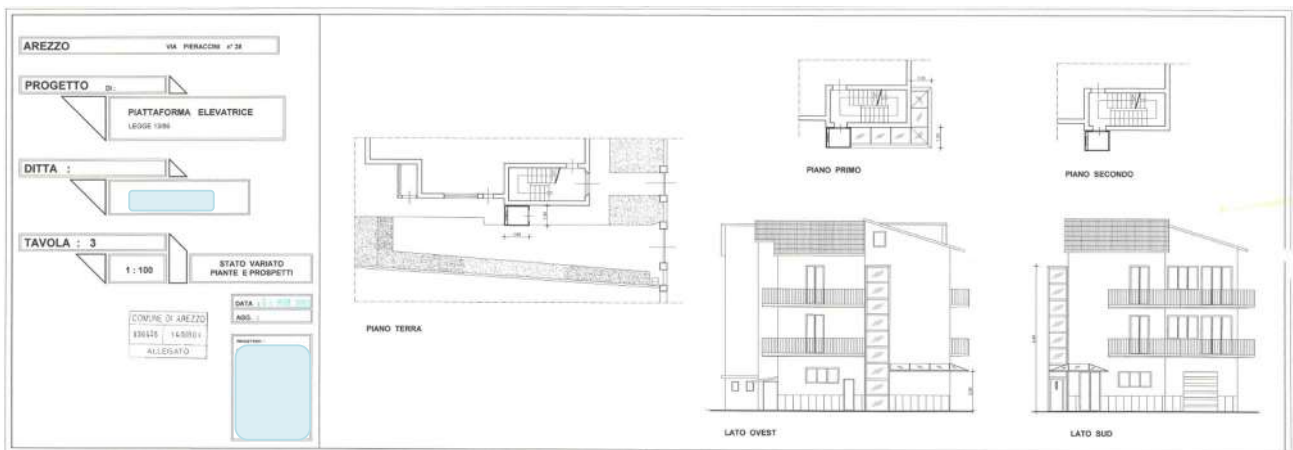 AREZZO
VIA PIERACCINI n° 28
PROGETTO DI:
PIATTAFORMA ELEVATRICE
LEGGE 13/89
DITTA :
TAVOLA : 3
1 : 100
STATO VARIATO
PIANTE E PROSPETTI
DATA :
AGG. :
COMUNE DI AREZZO
ALLEGATO
PIANO TERRA
PIANO PRIMO
PIANO SECONDO
LATO OVEST
LATO SUD